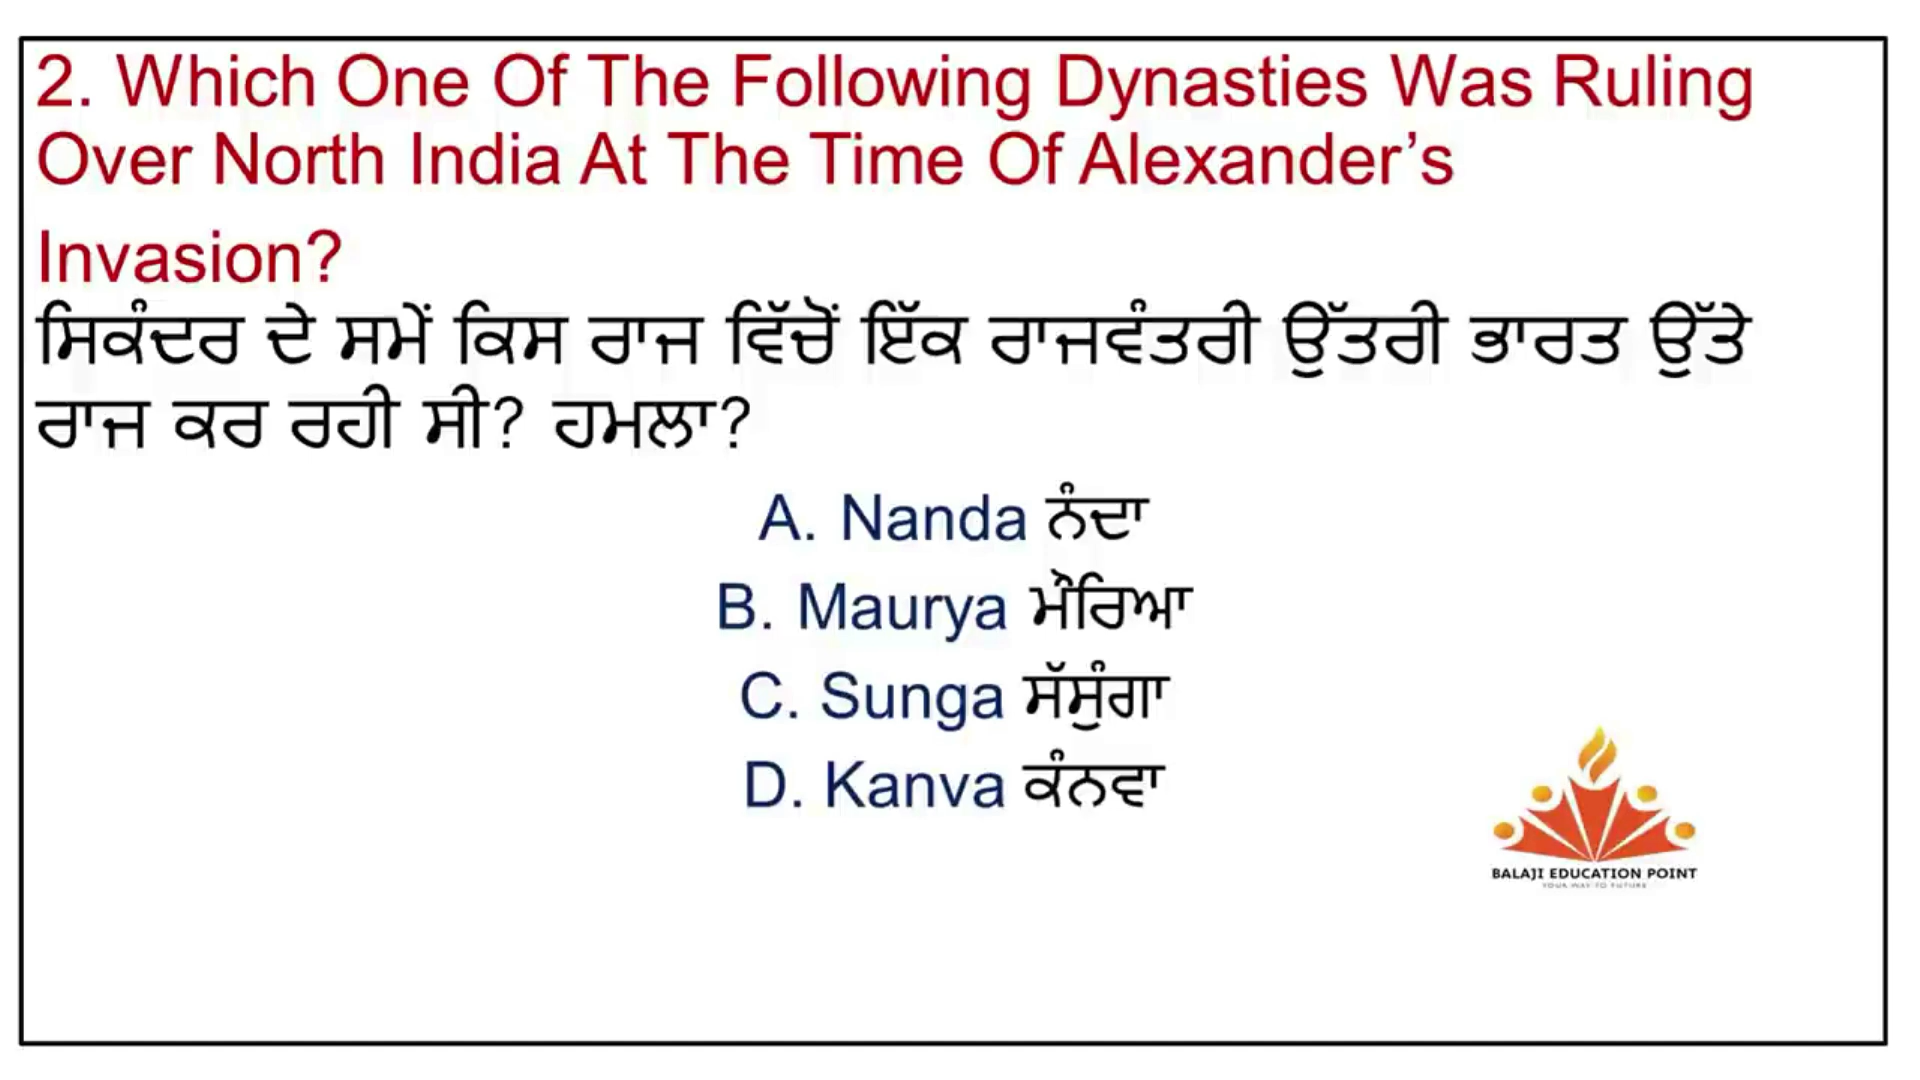 2. Which One Of The Following Dynasties Was Ruling
Over North India At The Time Of Alexander’s
Invasion?
ਸਿਕੰਦਰ ਦੇ ਸਮੇਂ ਕਿਸ ਰਾਜ ਵਿੱਚੋਂ ਇੱਕ ਰਾਜਵੰਤਰੀ ਉੱਤਰੀ ਭਾਰਤ ਉੱਤੇ
ਰਾਜ ਕਰ ਰਹੀ ਸੀ? ਹਮਲਾ?
A. Nanda ਨੰਦਾ
B. Maurya ਮੌਰਿਆ
C. Sunga ਸੱਸੁੰਗਾ
D. Kanva ਕੰਨਵਾ
BALAJI EDUCATION POINT
YOUR WAY TO FUTURE